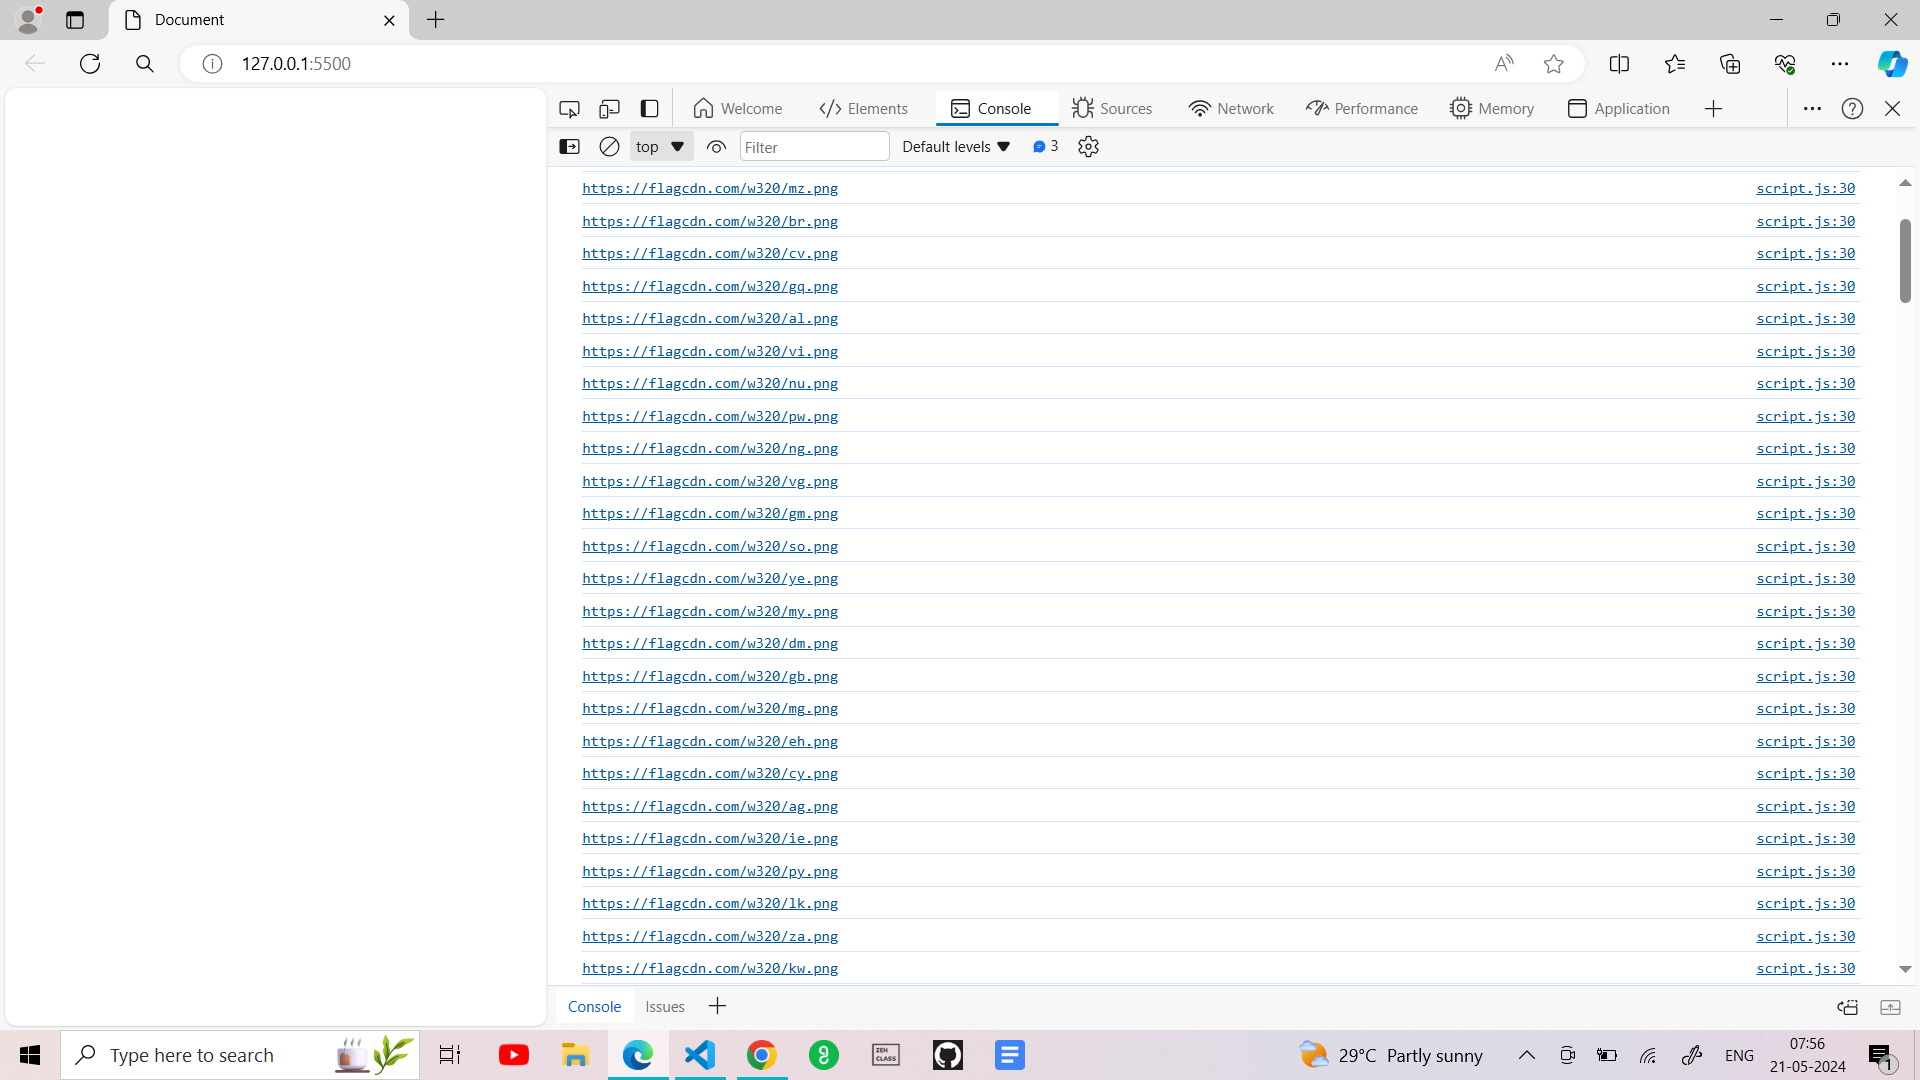 Document
127.0.0.1:5500
Welcome Elements Console Sources Network Performance Memory Application
top Filter Default levels 3
https://flagcdn.com/w320/mz.png script.js:30
https://flagcdn.com/w320/br.png script.js:30
https://flagcdn.com/w320/cv.png script.js:30
https://flagcdn.com/w320/gq.png script.js:30
https://flagcdn.com/w320/al.png script.js:30
https://flagcdn.com/w320/vi.png script.js:30
https://flagcdn.com/w320/nu.png script.js:30
https://flagcdn.com/w320/pw.png script.js:30
https://flagcdn.com/w320/ng.png script.js:30
https://flagcdn.com/w320/vg.png script.js:30
https://flagcdn.com/w320/gm.png script.js:30
https://flagcdn.com/w320/so.png script.js:30
https://flagcdn.com/w320/ye.png script.js:30
https://flagcdn.com/w320/my.png script.js:30
https://flagcdn.com/w320/dm.png script.js:30
https://flagcdn.com/w320/gb.png script.js:30
https://flagcdn.com/w320/mg.png script.js:30
https://flagcdn.com/w320/eh.png script.js:30
https://flagcdn.com/w320/cy.png script.js:30
https://flagcdn.com/w320/ag.png script.js:30
https://flagcdn.com/w320/ie.png script.js:30
https://flagcdn.com/w320/py.png script.js:30
https://flagcdn.com/w320/lk.png script.js:30
https://flagcdn.com/w320/za.png script.js:30
https://flagcdn.com/w320/kw.png script.js:30
Console Issues
Type here to search ZEN CLASS 29°C Partly sunny ENG 07:56
21-05-2024 1